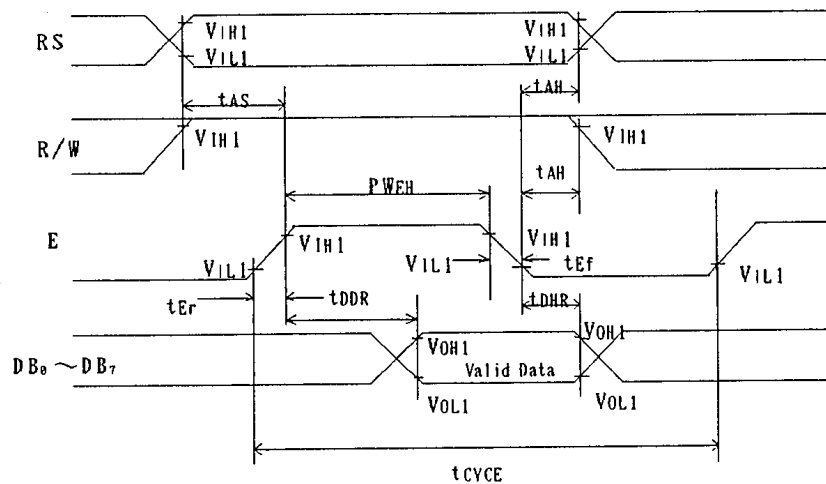 RS VIH1 VIL1 VIH1 VIL1
tAS tAH
R/W VIH1 VIH1
tAH
PWEH
E VIH1 VIH1
VIL1 VIL1 tEf VIL1
tEr tDDR tDHR
DB₀～DB₇ VOH1 Valid Data VOH1
VOL1 VOL1
tCYCE